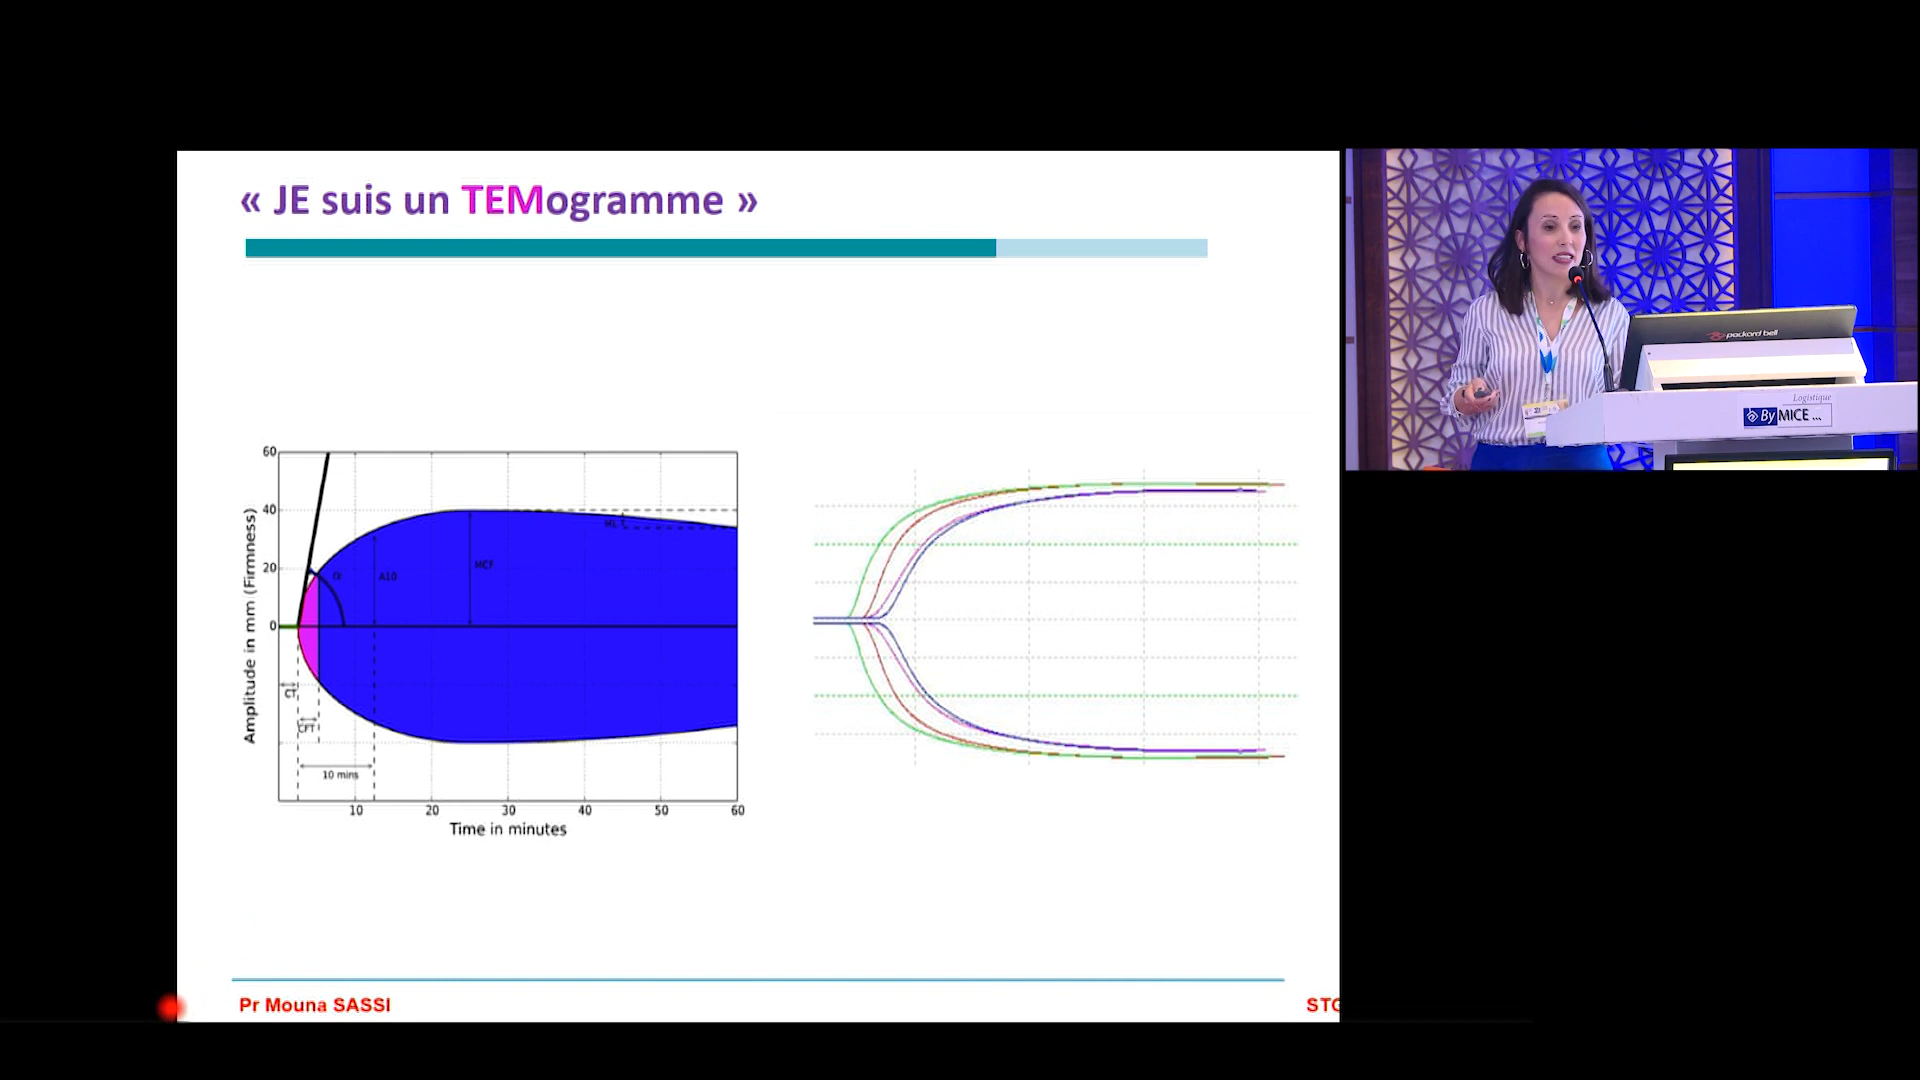 « JE suis un TEMogramme »
60
40
20
0
Amplitude in mm (Firmness)
ML
MCF
α
A10
CT
CFT
10 mins
10 20 30 40 50 60
Time in minutes
Pr Mouna SASSI
packard bell
Logistique
By MICE ...